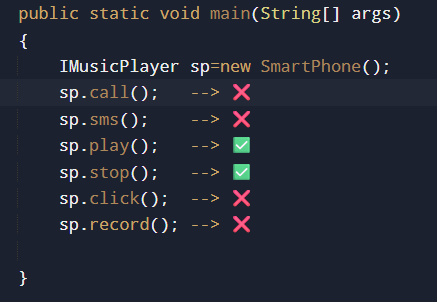 public static void main(String[] args)
{
    IMusicPlayer sp=new SmartPhone();
    sp.call();   --> ❌
    sp.sms();    --> ❌
    sp.play();   --> ✅
    sp.stop();   --> ✅
    sp.click();  --> ❌
    sp.record(); --> ❌
}